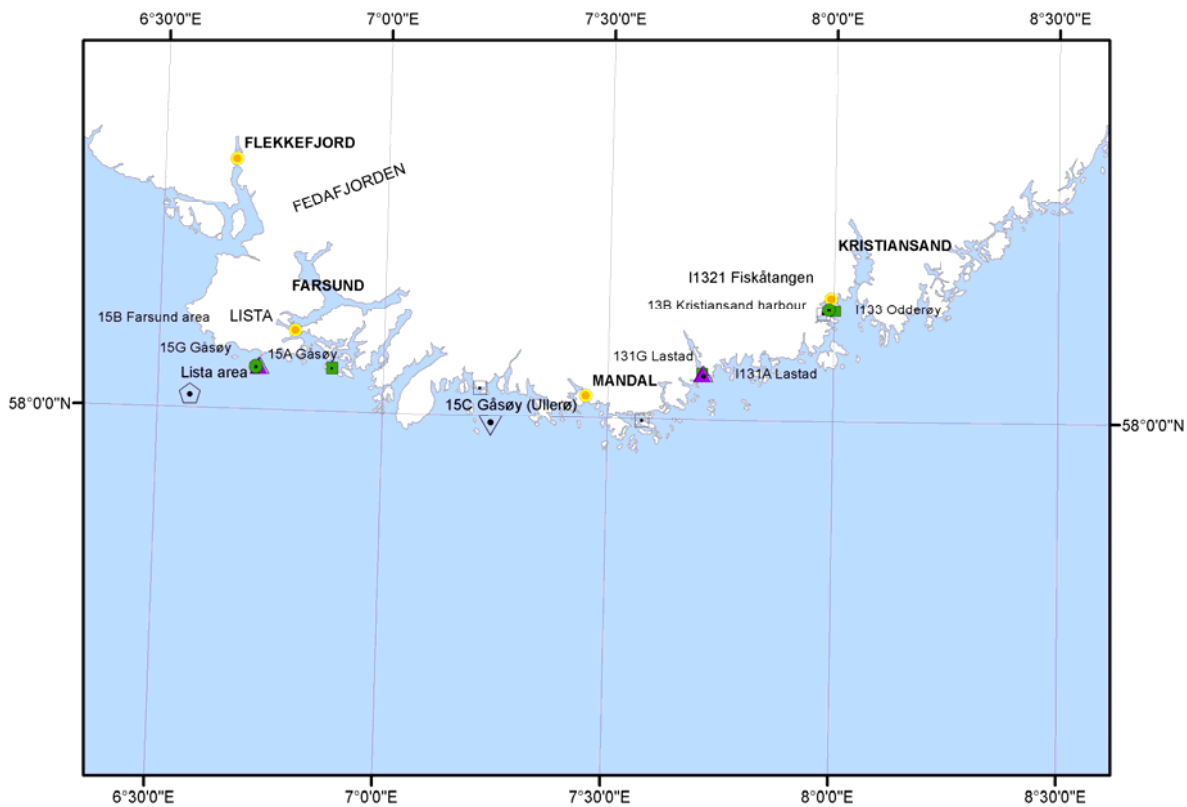 6°30'0"E 7°0'0"E 7°30'0"E 8°0'0"E 8°30'0"E
FLEKKEFJORD
FEDAFJORDEN
KRISTIANSAND
I1321 Fiskåtangen
FARSUND
13B Kristiansand harbour
I133 Odderøy
15B Farsund area
LISTA
15G Gåsøy
15A Gåsøy
131G Lastad
Lista area
I131A Lastad
MANDAL
58°0'0"N
15C Gåsøy (Ullerø)
58°0'0"N
6°30'0"E 7°0'0"E 7°30'0"E 8°0'0"E 8°30'0"E